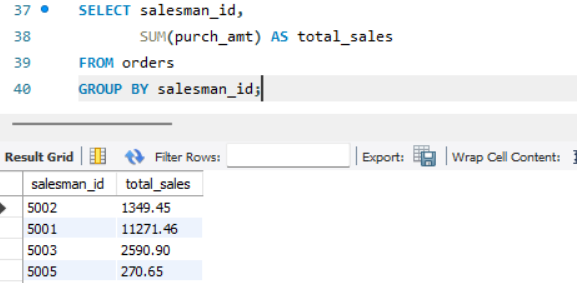 37 SELECT salesman_id,
38 SUM(purch_amt) AS total_sales
39 FROM orders
40 GROUP BY salesman_id;
Result Grid Filter Rows: Export: Wrap Cell Content:
salesman_id total_sales
5002 1349.45
5001 11271.46
5003 2590.90
5005 270.65